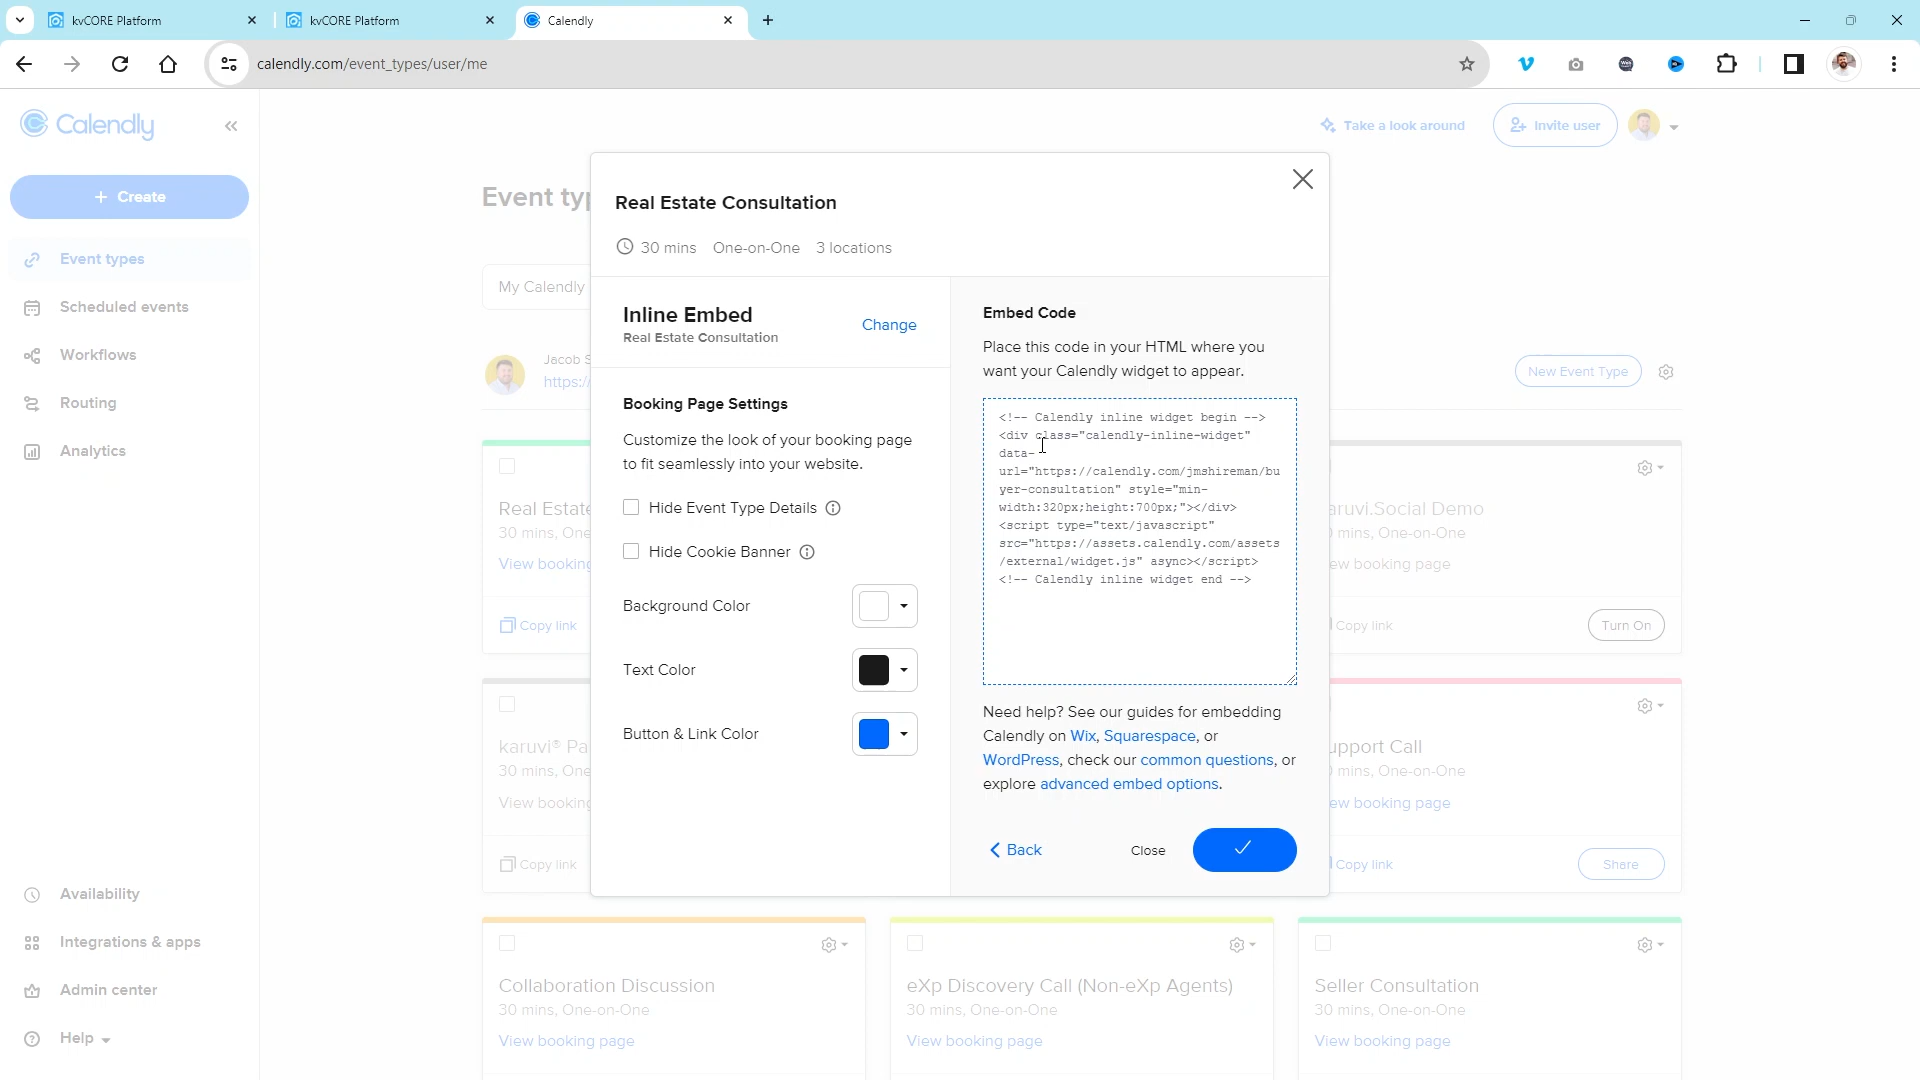 kvCORE Platform
kvCORE Platform
Calendly
calendly.com/event_types/user/me
Calendly
Take a look around
Invite user
+ Create
Event types
Scheduled events
Workflows
Routing
Analytics
Availability
Integrations & apps
Admin center
Help
Event typ
My Calendly
Jacob S
https:/
New Event Type
Real Estate
30 mins, One
View booking
Copy link
aruvi.Social Demo
mins, One-on-One
ew booking page
Copy link
Turn On
karuvi® Pa
30 mins, One
View booking
Copy link
upport Call
mins, One-on-One
ew booking page
Copy link
Share
Collaboration Discussion
30 mins, One-on-One
View booking page
eXp Discovery Call (Non-eXp Agents)
30 mins, One-on-One
View booking page
Seller Consultation
30 mins, One-on-One
View booking page
Real Estate Consultation
30 mins One-on-One 3 locations
Inline Embed
Real Estate Consultation
Change
Booking Page Settings
Customize the look of your booking page
to fit seamlessly into your website.
Hide Event Type Details
Hide Cookie Banner
Background Color
Text Color
Button & Link Color
Embed Code
Place this code in your HTML where you
want your Calendly widget to appear.
<!-- Calendly inline widget begin -->
<div class="calendly-inline-widget"
data-
url="https://calendly.com/jmshireman/bu
yer-consultation" style="min-
width:320px;height:700px;"></div>
<script type="text/javascript"
src="https://assets.calendly.com/assets
/external/widget.js" async></script>
<!-- Calendly inline widget end -->
Need help? See our guides for embedding
Calendly on Wix, Squarespace, or
WordPress, check our common questions, or
explore advanced embed options.
Back
Close